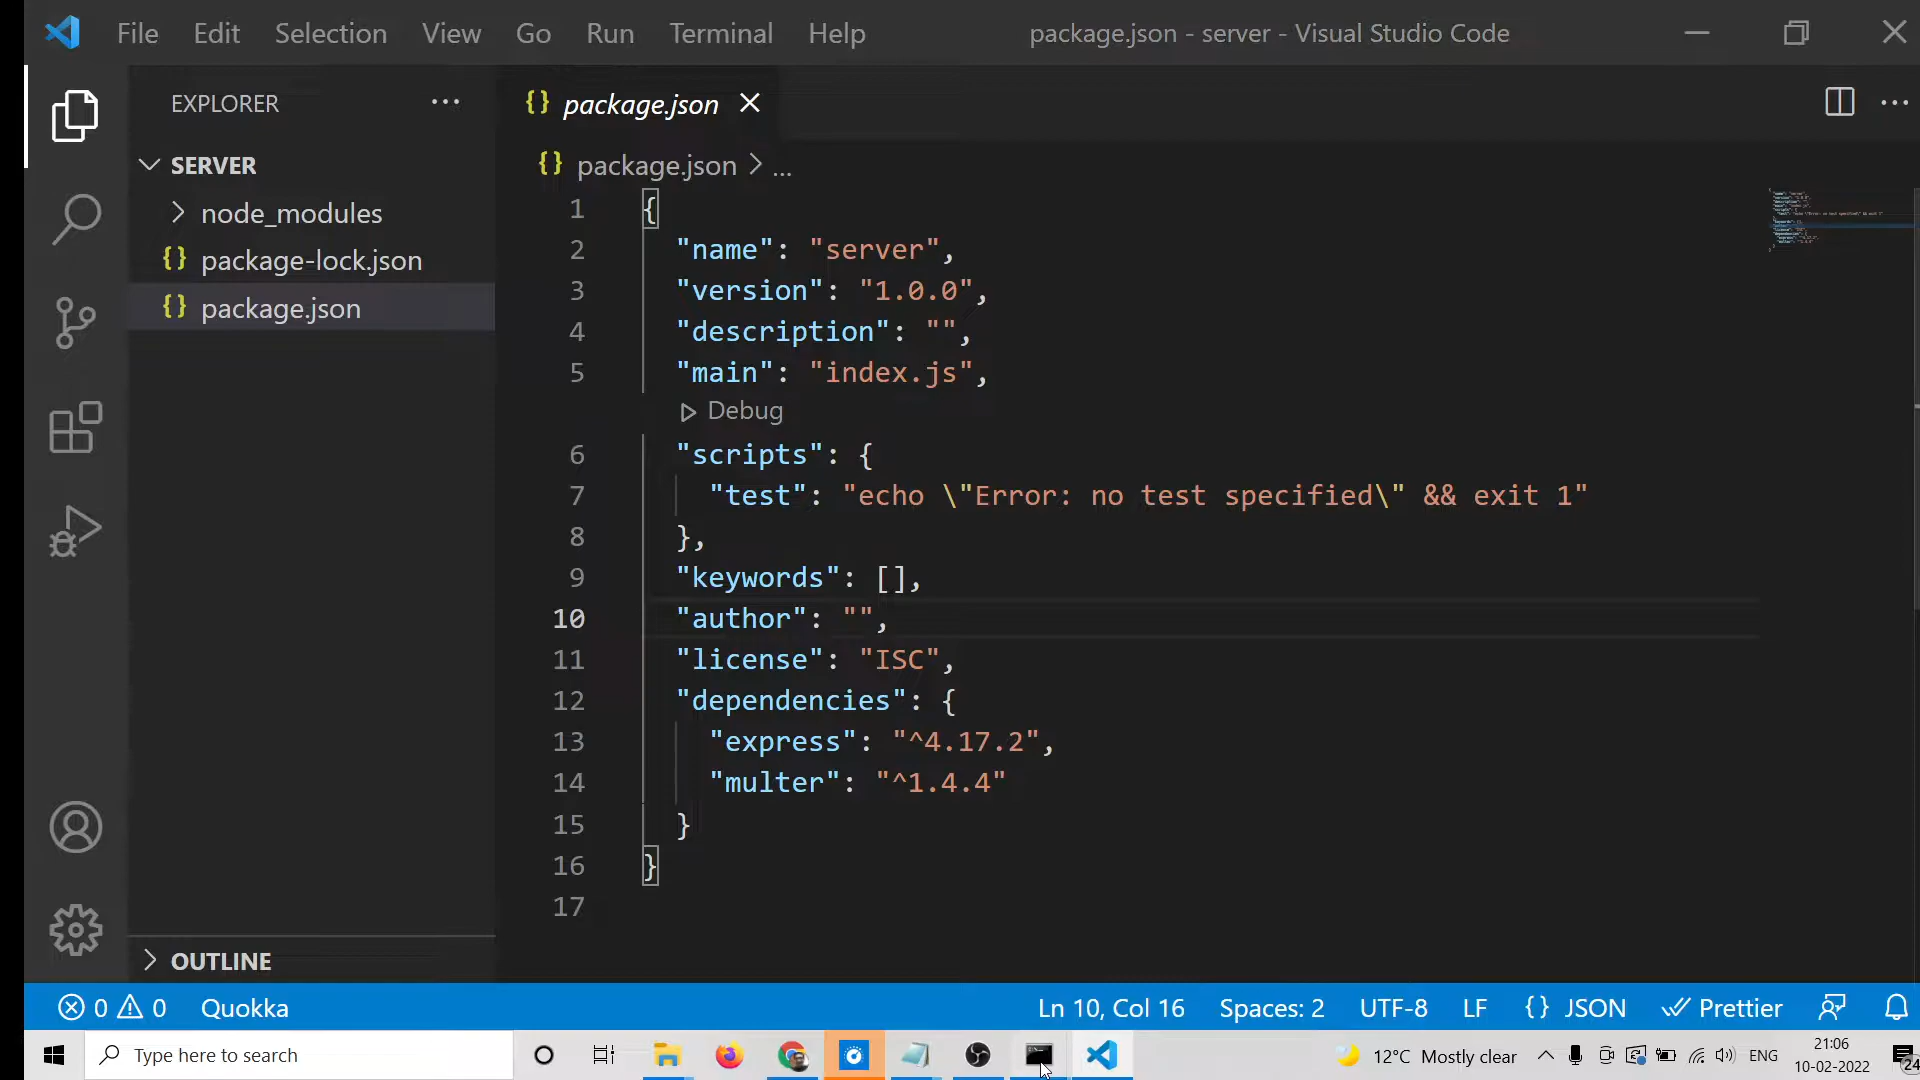 File Edit Selection View Go Run Terminal Help package.json - server - Visual Studio Code
EXPLORER
SERVER
node_modules
{} package-lock.json
{} package.json
OUTLINE
{} package.json
{} package.json > ...
1 {
2 "name": "server",
3 "version": "1.0.0",
4 "description": "",
5 "main": "index.js",
Debug
6 "scripts": {
7 "test": "echo \"Error: no test specified\" && exit 1"
8 },
9 "keywords": [],
10 "author": "",
11 "license": "ISC",
12 "dependencies": {
13 "express": "^4.17.2",
14 "multer": "^1.4.4"
15 }
16 }
17
0 0 Quokka Ln 10, Col 16 Spaces: 2 UTF-8 LF {} JSON Prettier
Type here to search 12°C Mostly clear ENG
21:06
10-02-2022
24